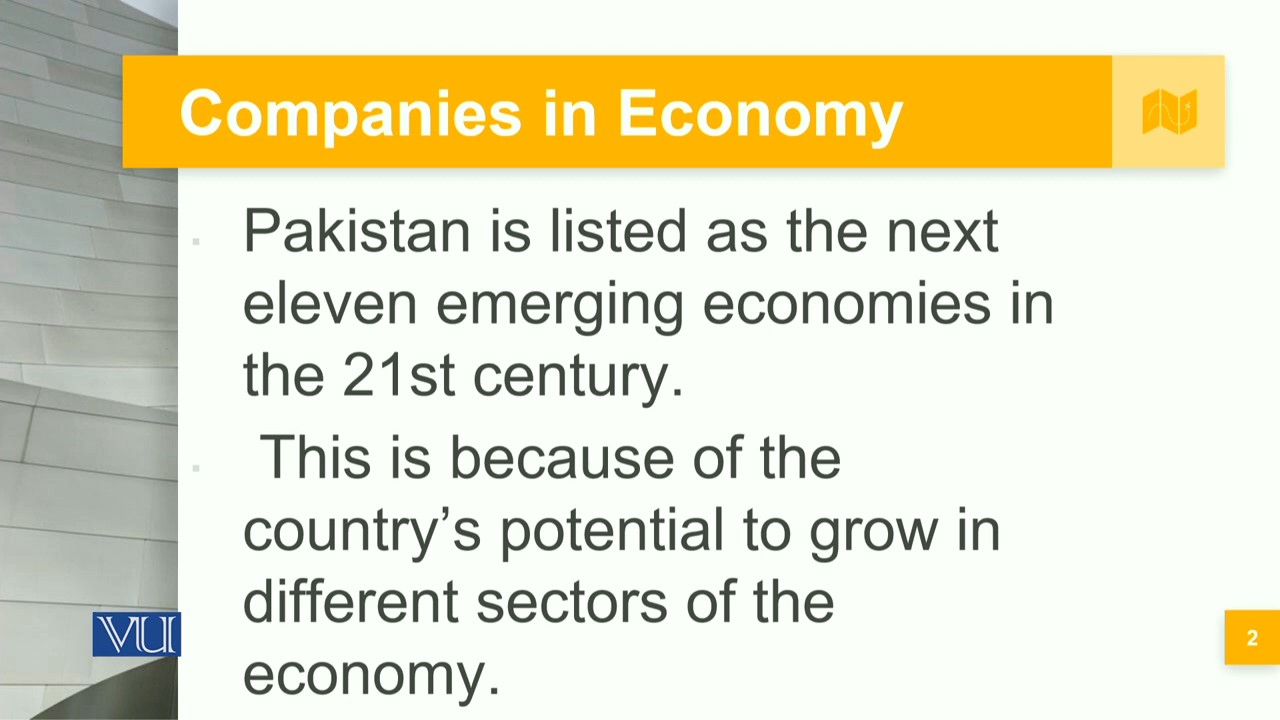 Companies in Economy
Pakistan is listed as the next
eleven emerging economies in
the 21st century.
This is because of the
country’s potential to grow in
different sectors of the
economy.
VU
2